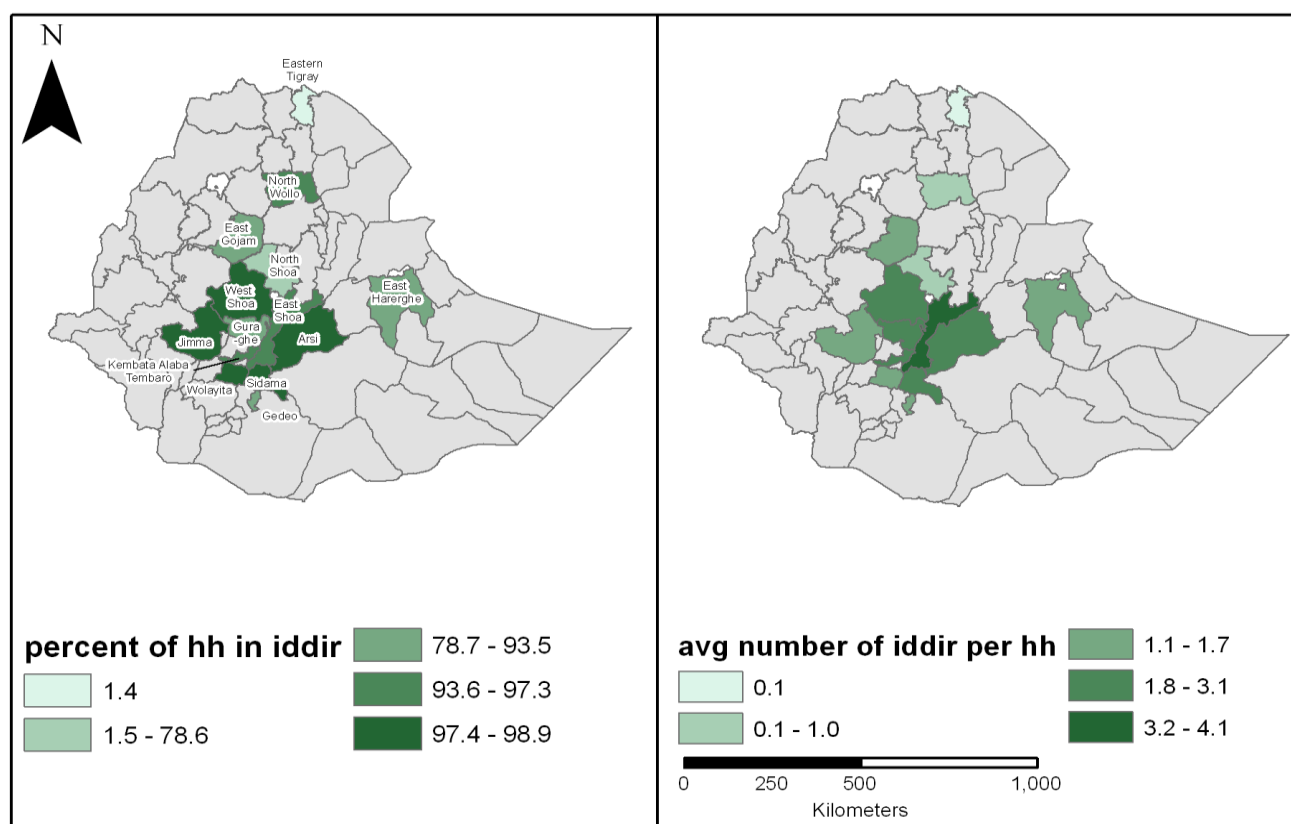 N
Eastern
Tigray
North
Wollo
East
Gojam
North
Shoa
West
Shoa
East
Shoa
East
Harerghe
Gura
-ghe
Jimma
Arsi
Kembata Alaba
Tembaro
Sidama
Wolayita
Gedeo
percent of hh in iddir
1.4
1.5 - 78.6
78.7 - 93.5
93.6 - 97.3
97.4 - 98.9
avg number of iddir per hh
0.1
0.1 - 1.0
1.1 - 1.7
1.8 - 3.1
3.2 - 4.1
0 250 500 1,000
Kilometers